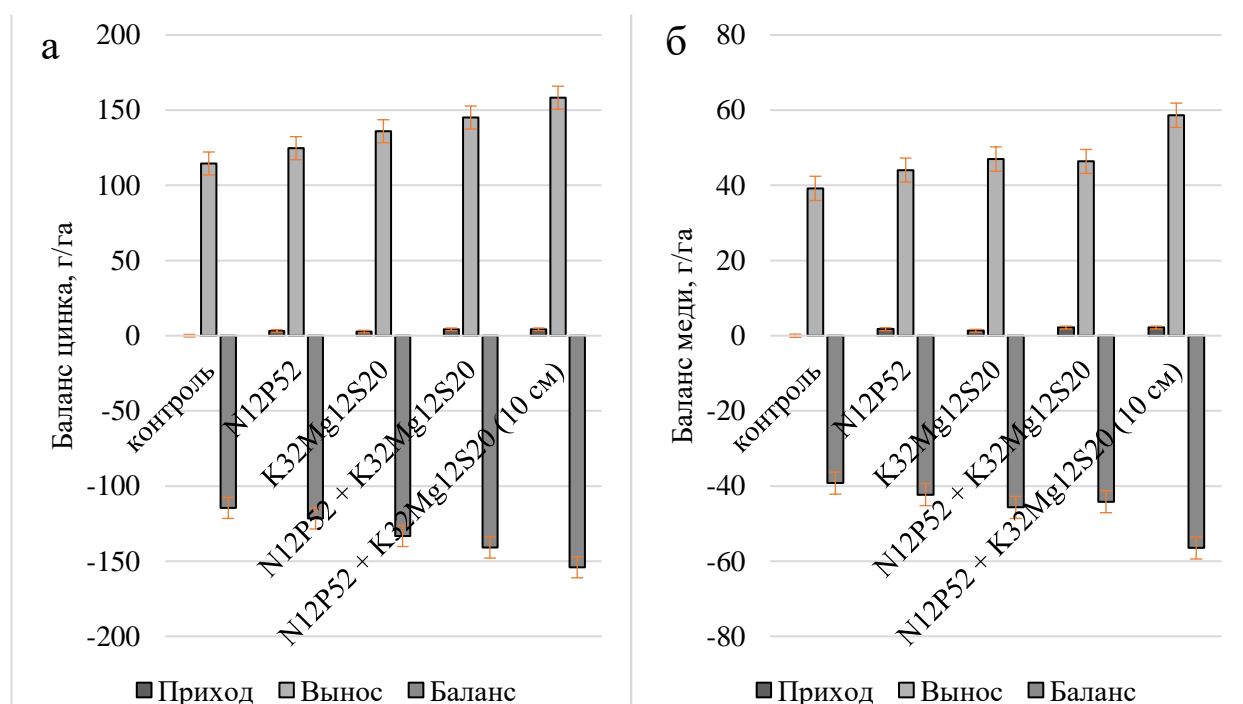 а
Баланс цинка, г/га
200
150
100
50
0
-50
-100
-150
-200
контроль
N12P52
K32Mg12S20
N12P52 + K32Mg12S20
N12P52 + K32Mg12S20 (10 см)
Приход Вынос Баланс
б
Баланс меди, г/га
80
60
40
20
0
-20
-40
-60
-80
контроль
N12P52
K32Mg12S20
N12P52 + K32Mg12S20
N12P52 + K32Mg12S20 (10 см)
Приход Вынос Баланс